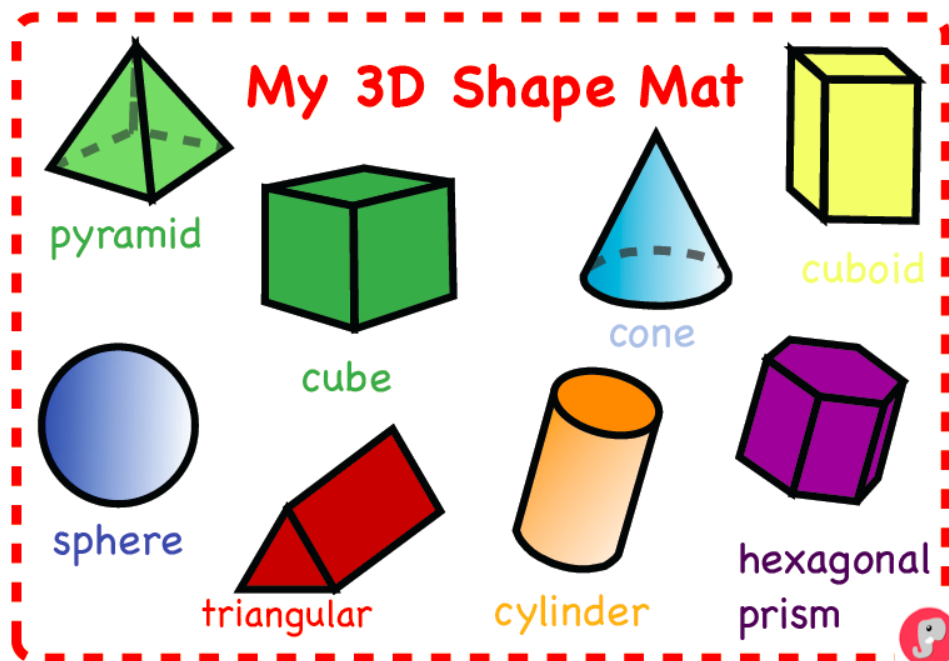 My 3D Shape Mat
pyramid
cube
cone
cuboid
sphere
triangular
cylinder
hexagonal
prism